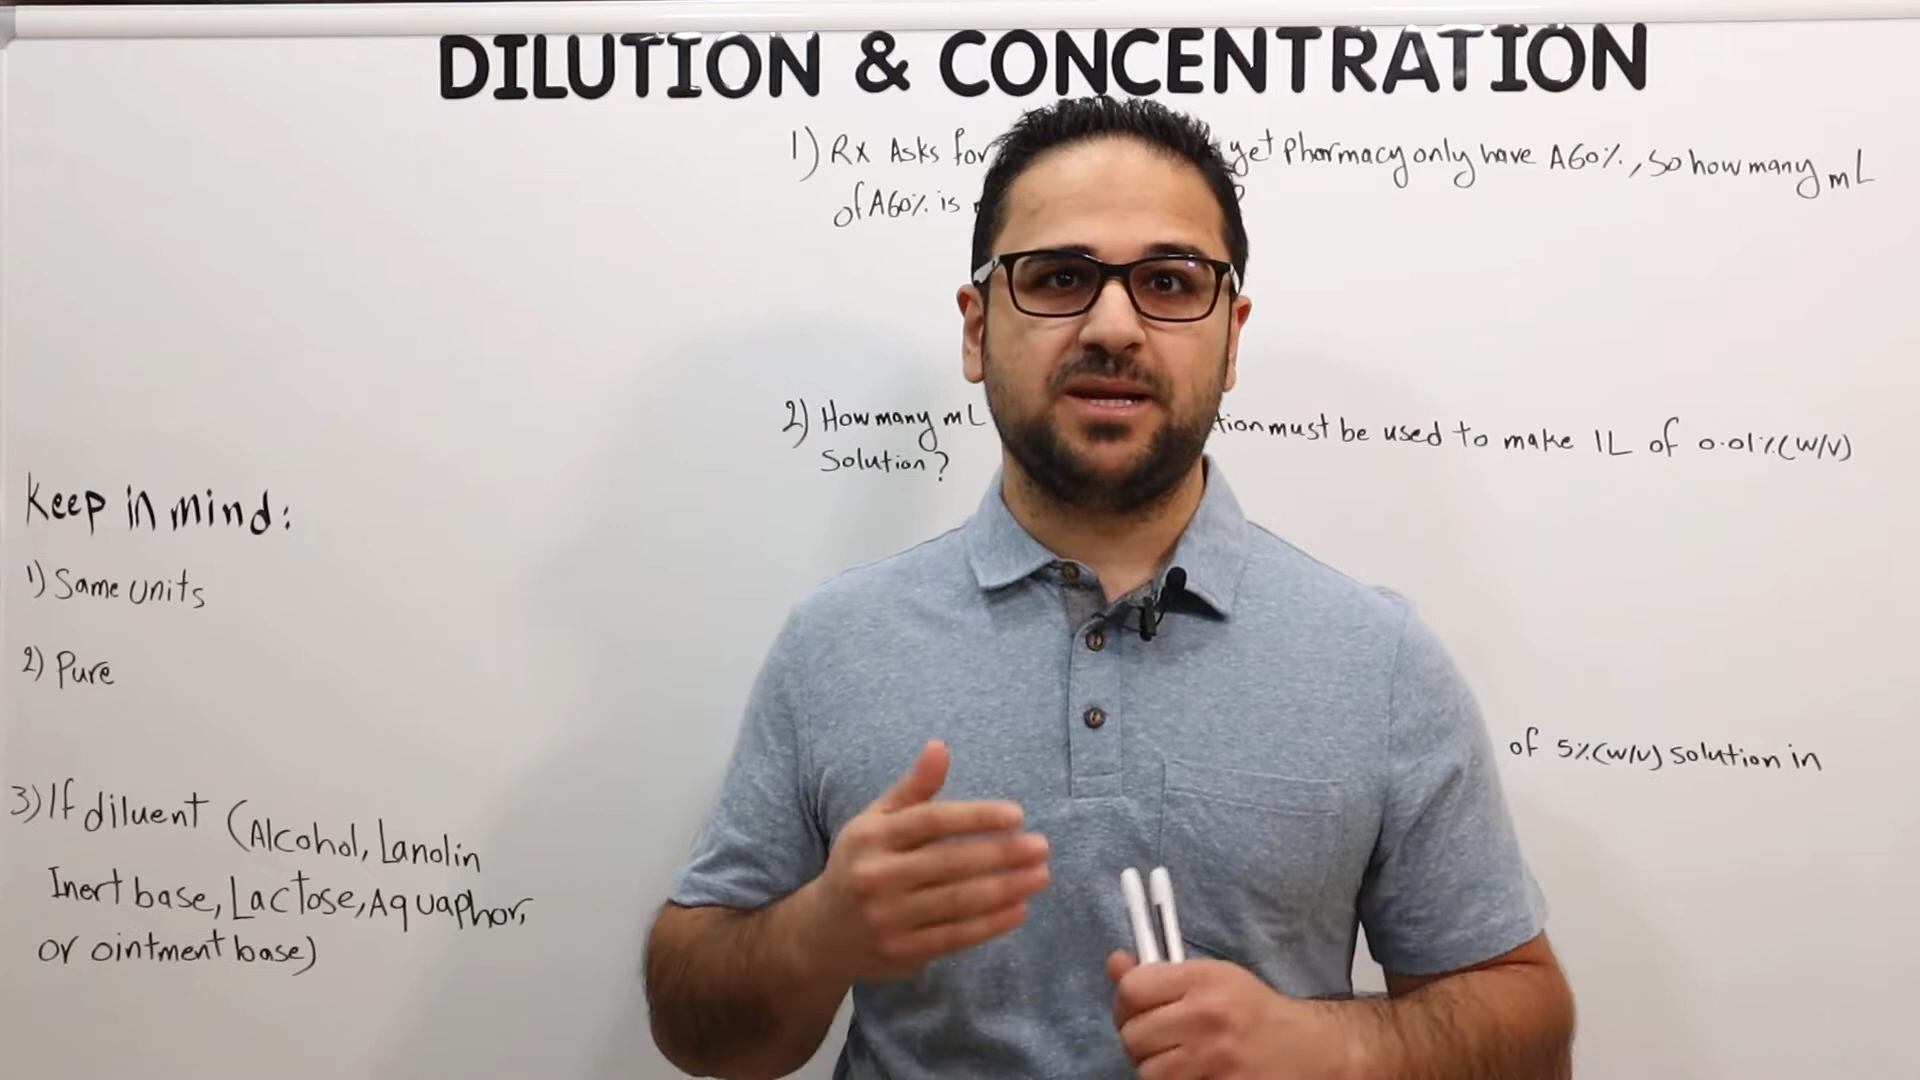 DILUTION & CONCENTRATION
1) Rx Asks for yet pharmacy only have A60%, so how many mL
of A60% is ?
2) How many mL must be used to make 1L of 0.01% (w/v)
Solution?
of 5% (w/v) solution in
Keep in mind:
1) Same units
2) Pure
3) If diluent (Alcohol, Lanolin
Inert base, Lactose, Aquaphor,
or ointment base)